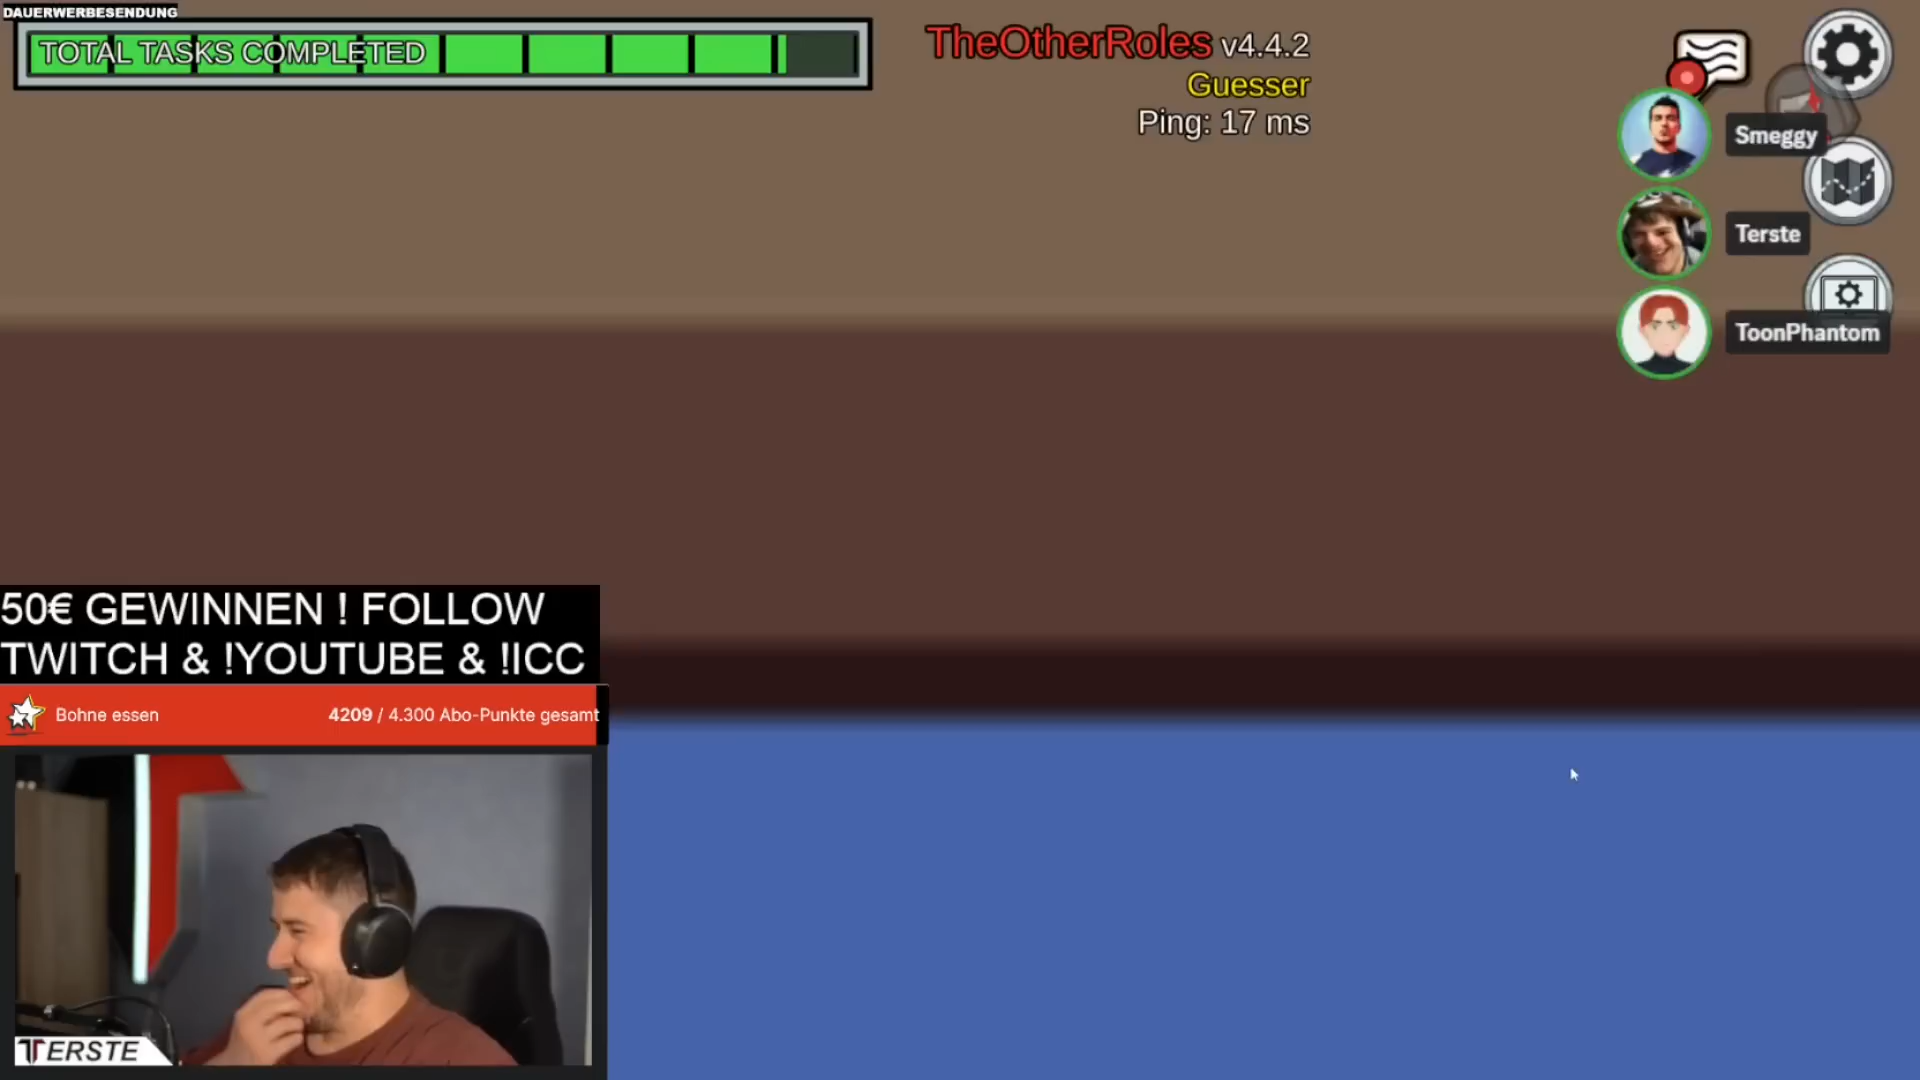 DAUERWERBESENDUNG
TOTAL TASKS COMPLETED
TheOtherRoles v4.4.2
Guesser
Ping: 17 ms
Smeggy
Terste
ToonPhantom
50€ GEWINNEN ! FOLLOW
TWITCH & !YOUTUBE & !ICC
Bohne essen 4209 / 4.300 Abo-Punkte gesamt
TERSTE